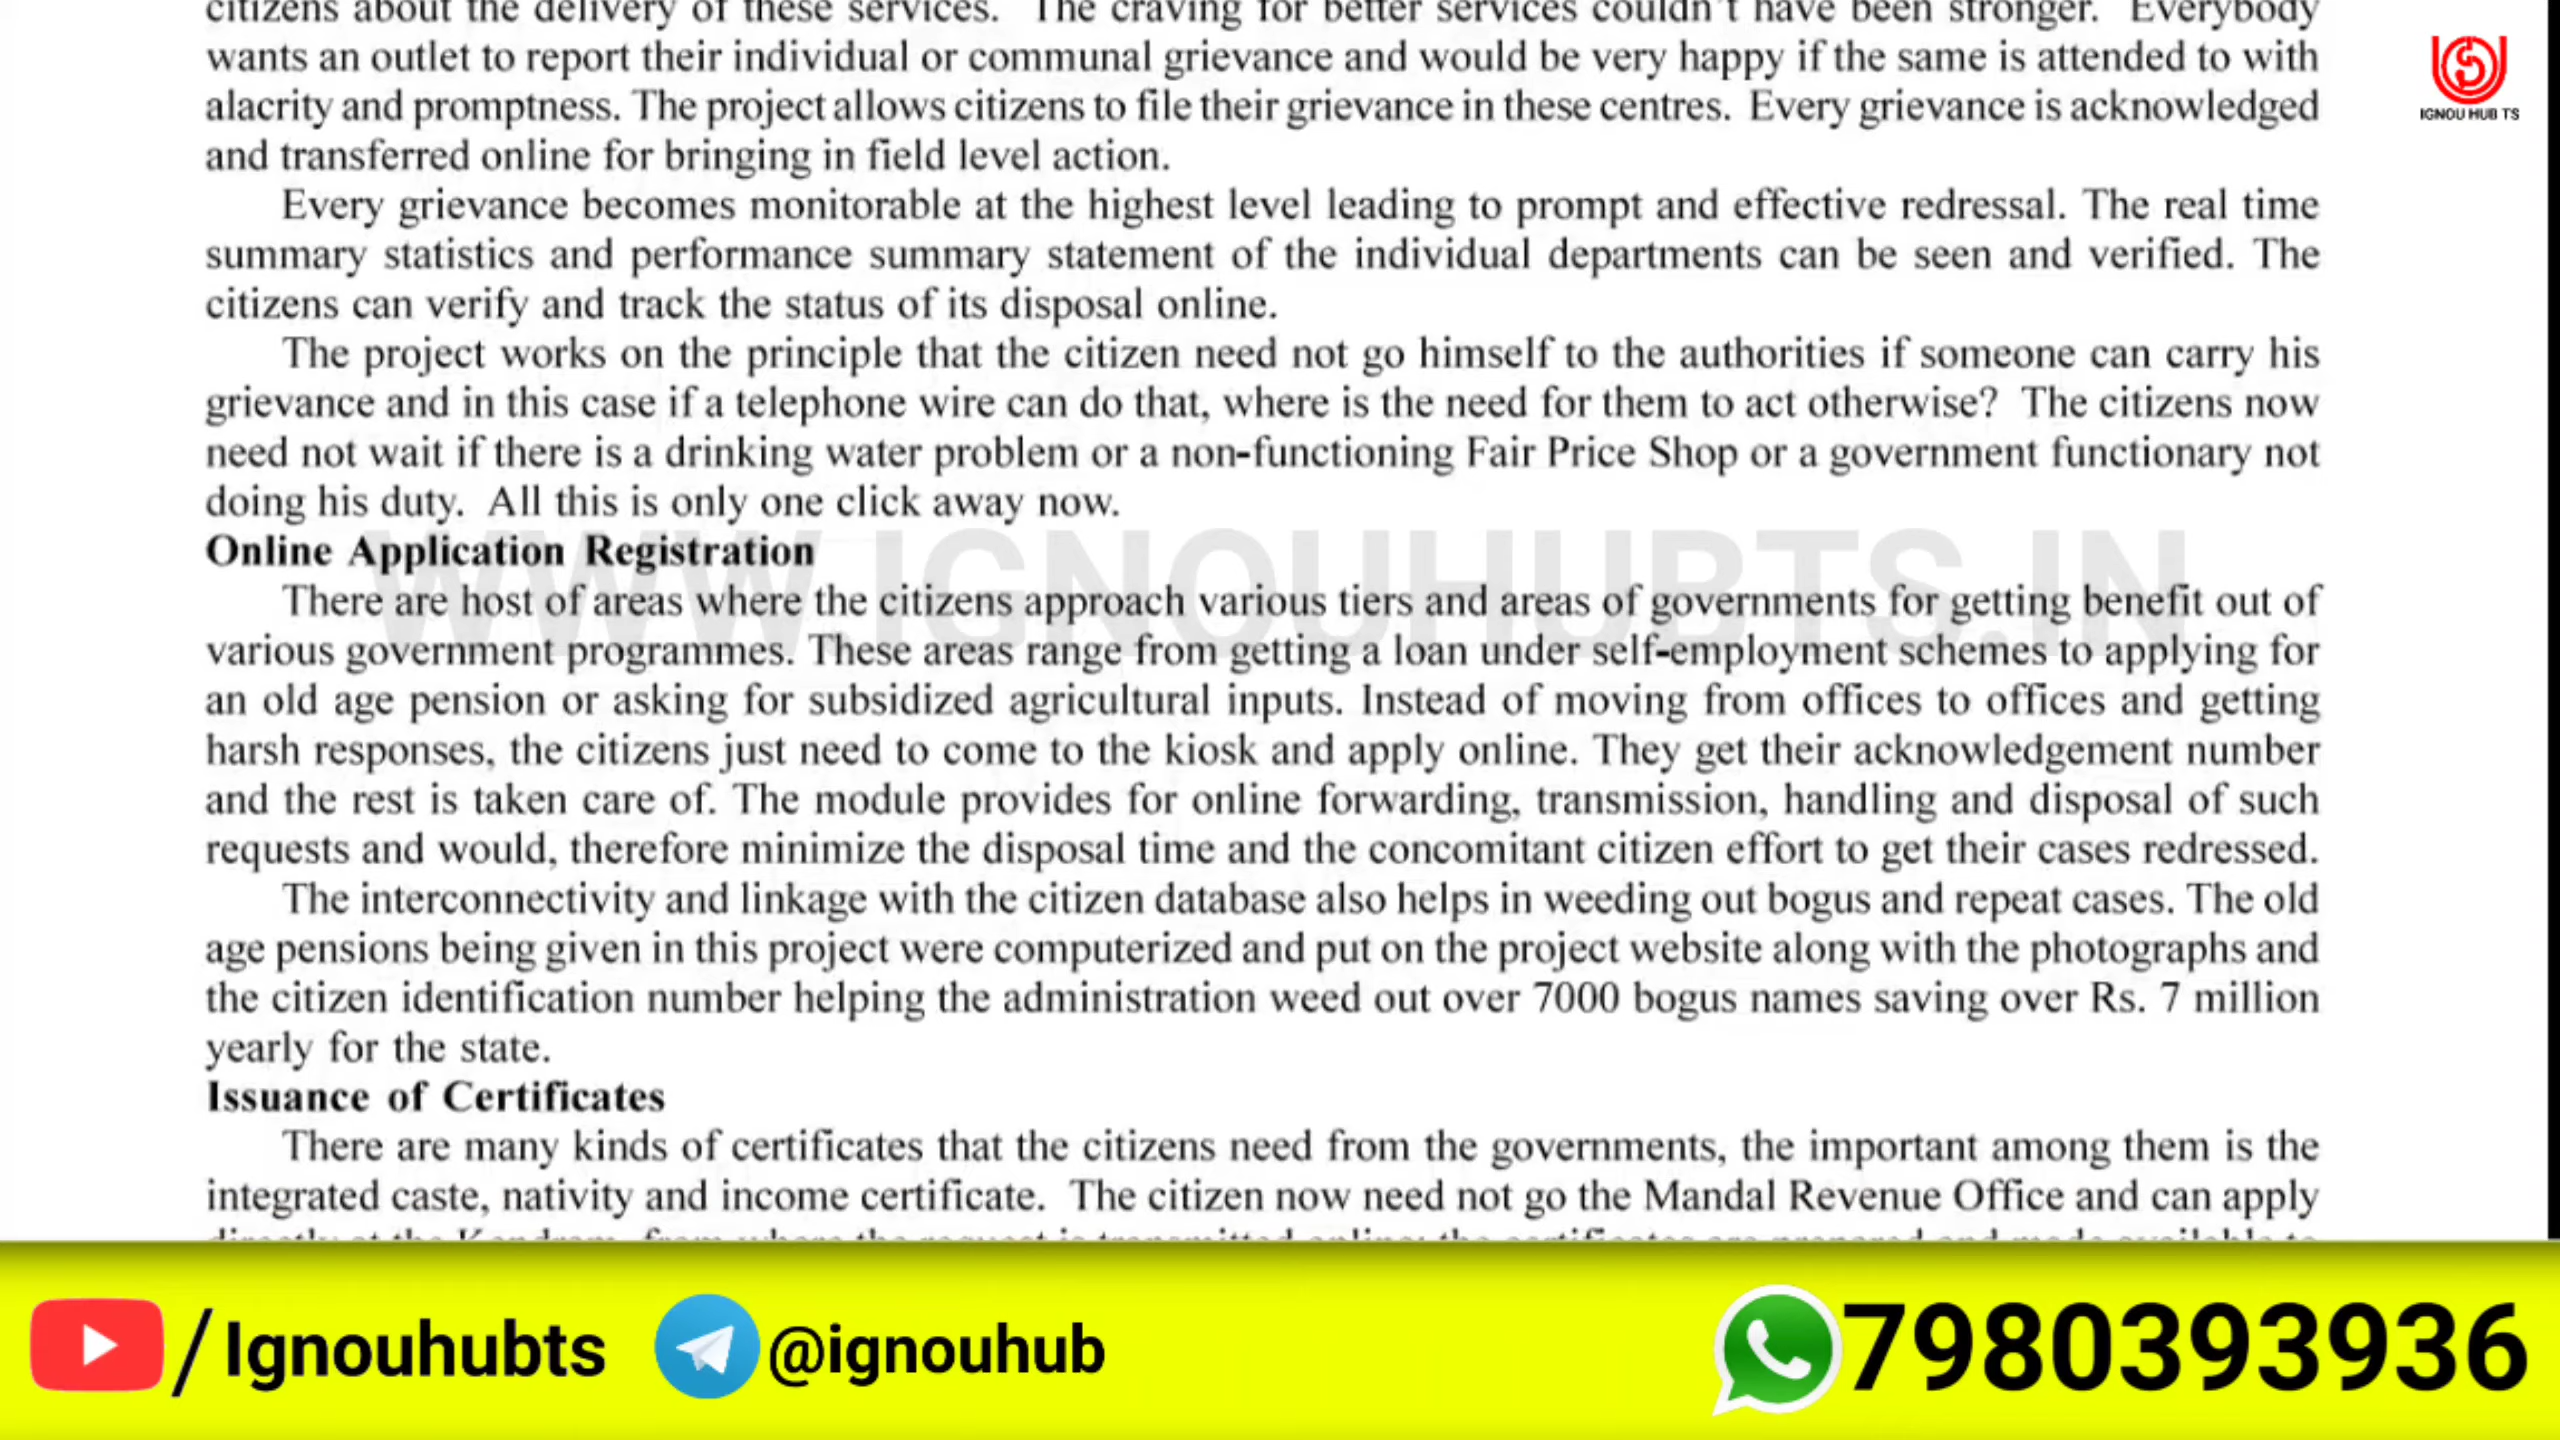 citizens about the delivery of these services. The craving for better services couldn't have been stronger. Everybody
wants an outlet to report their individual or communal grievance and would be very happy if the same is attended to with
alacrity and promptness. The project allows citizens to file their grievance in these centres. Every grievance is acknowledged
and transferred online for bringing in field level action.
Every grievance becomes monitorable at the highest level leading to prompt and effective redressal. The real time
summary statistics and performance summary statement of the individual departments can be seen and verified. The
citizens can verify and track the status of its disposal online.
The project works on the principle that the citizen need not go himself to the authorities if someone can carry his
grievance and in this case if a telephone wire can do that, where is the need for them to act otherwise? The citizens now
need not wait if there is a drinking water problem or a non-functioning Fair Price Shop or a government functionary not
doing his duty. All this is only one click away now.
Online Application Registration
There are host of areas where the citizens approach various tiers and areas of governments for getting benefit out of
various government programmes. These areas range from getting a loan under self-employment schemes to applying for
an old age pension or asking for subsidized agricultural inputs. Instead of moving from offices to offices and getting
harsh responses, the citizens just need to come to the kiosk and apply online. They get their acknowledgement number
and the rest is taken care of. The module provides for online forwarding, transmission, handling and disposal of such
requests and would, therefore minimize the disposal time and the concomitant citizen effort to get their cases redressed.
The interconnectivity and linkage with the citizen database also helps in weeding out bogus and repeat cases. The old
age pensions being given in this project were computerized and put on the project website along with the photographs and
the citizen identification number helping the administration weed out over 7000 bogus names saving over Rs. 7 million
yearly for the state.
Issuance of Certificates
There are many kinds of certificates that the citizens need from the governments, the important among them is the
integrated caste, nativity and income certificate. The citizen now need not go the Mandal Revenue Office and can apply
WWW.IGNOUHUBTS.IN
IGNOU HUB TS
/Ignouhubts
@ignouhub
7980393936